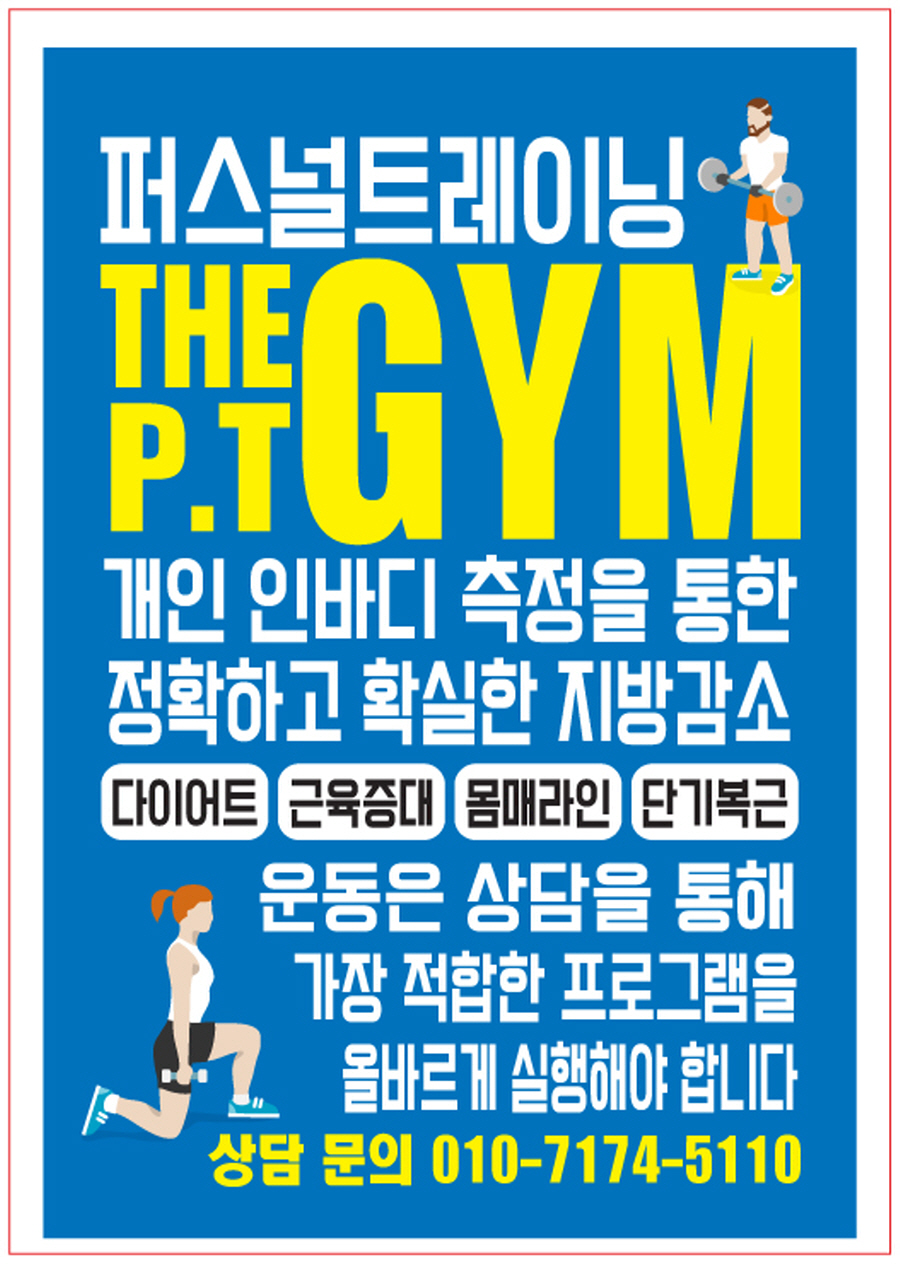 퍼스널트레이닝
THE
P.T
GYM
개인 인바디 측정을 통한
정확하고 확실한 지방감소
다이어트 근육증대 몸매라인 단기복근
운동은 상담을 통해
가장 적합한 프로그램을
올바르게 실행해야 합니다
상담 문의 010-7174-5110